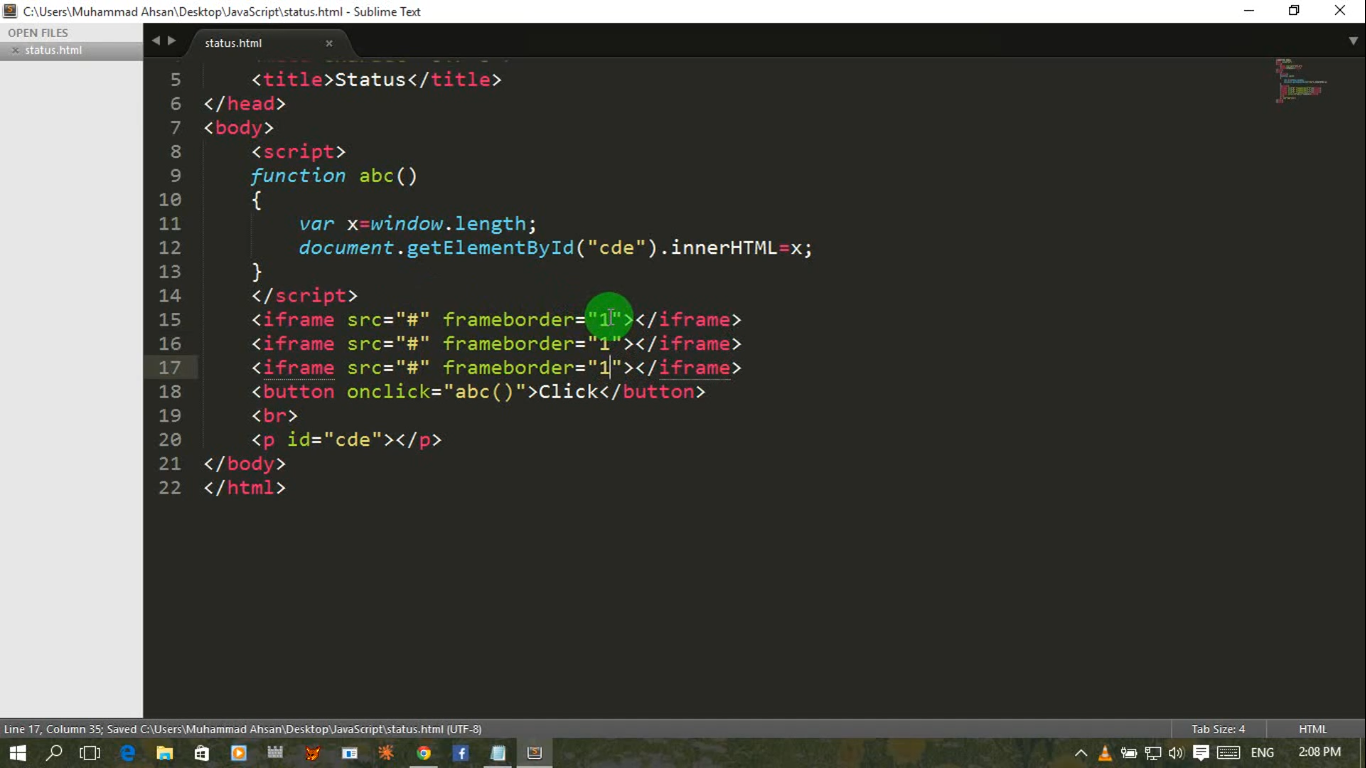 C:\Users\Muhammad Ahsan\Desktop\JavaScript\status.html - Sublime Text
OPEN FILES
status.html
status.html
5 <title>Status</title>
6 </head>
7 <body>
8 <script>
9 function abc()
10 {
11 var x=window.length;
12 document.getElementById("cde").innerHTML=x;
13 }
14 </script>
15 <iframe src="#" frameborder="1"></iframe>
16 <iframe src="#" frameborder="1"></iframe>
17 <iframe src="#" frameborder="1"></iframe>
18 <button onclick="abc()">Click</button>
19 <br>
20 <p id="cde"></p>
21 </body>
22 </html>
Line 17, Column 35; Saved C:\Users\Muhammad Ahsan\Desktop\JavaScript\status.html (UTF-8)
Tab Size: 4
HTML
ENG
2:08 PM